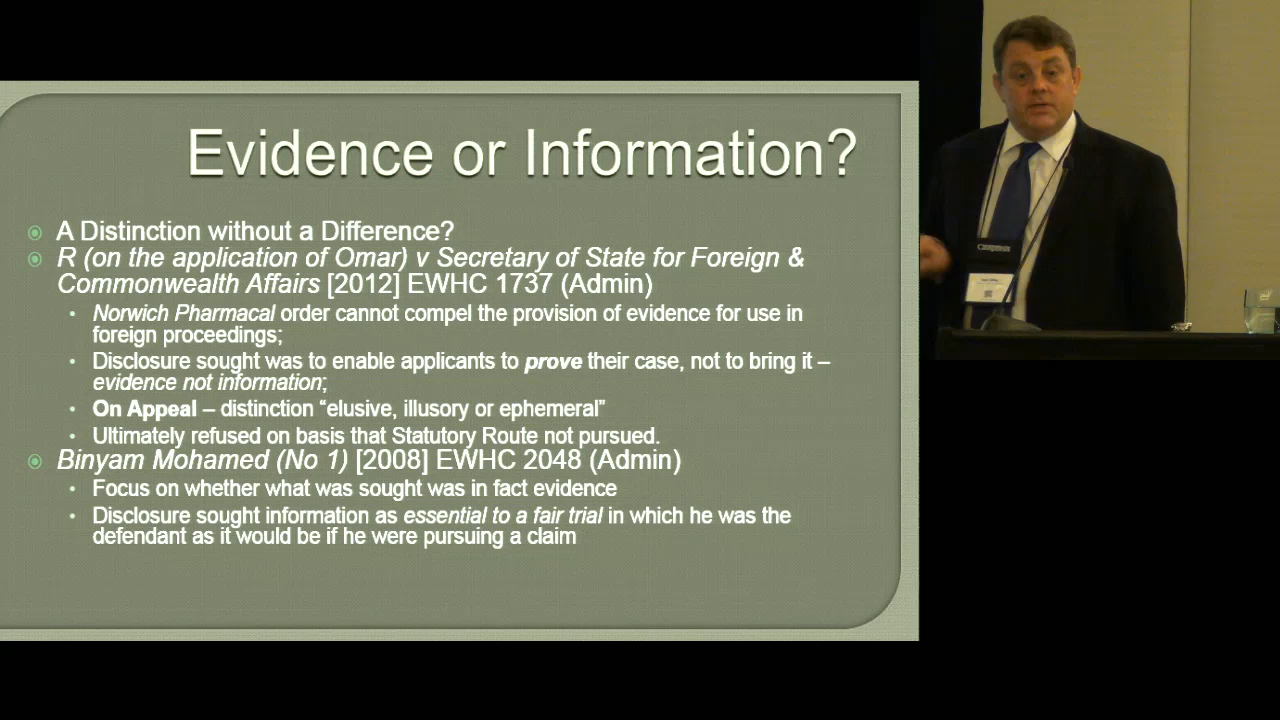 Evidence or Information?
A Distinction without a Difference?
R (on the application of Omar) v Secretary of State for Foreign &
Commonwealth Affairs [2012] EWHC 1737 (Admin)
Norwich Pharmacal order cannot compel the provision of evidence for use in
foreign proceedings;
Disclosure sought was to enable applicants to prove their case, not to bring it –
evidence not information;
On Appeal – distinction “elusive, illusory or ephemeral”
Ultimately refused on basis that Statutory Route not pursued.
Binyam Mohamed (No 1) [2008] EWHC 2048 (Admin)
Focus on whether what was sought was in fact evidence
Disclosure sought information as essential to a fair trial in which he was the
defendant as it would be if he were pursuing a claim